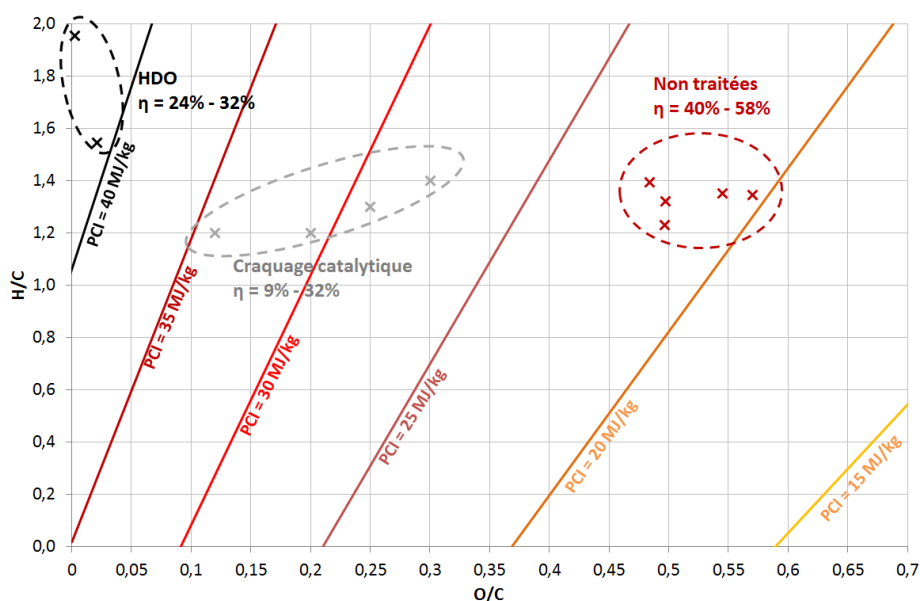 2,0
1,8
1,6
1,4
1,2
1,0
0,8
0,6
0,4
0,2
0,0
H/C
HDO
η = 24% - 32%
Non traitées
η = 40% - 58%
Craquage catalytique
η = 9% - 32%
PCI = 40 MJ/kg
PCI = 35 MJ/kg
PCI = 30 MJ/kg
PCI = 25 MJ/kg
PCI = 20 MJ/kg
PCI = 15 MJ/kg
0 0,05 0,1 0,15 0,2 0,25 0,3 0,35 0,4 0,45 0,5 0,55 0,6 0,65 0,7
O/C